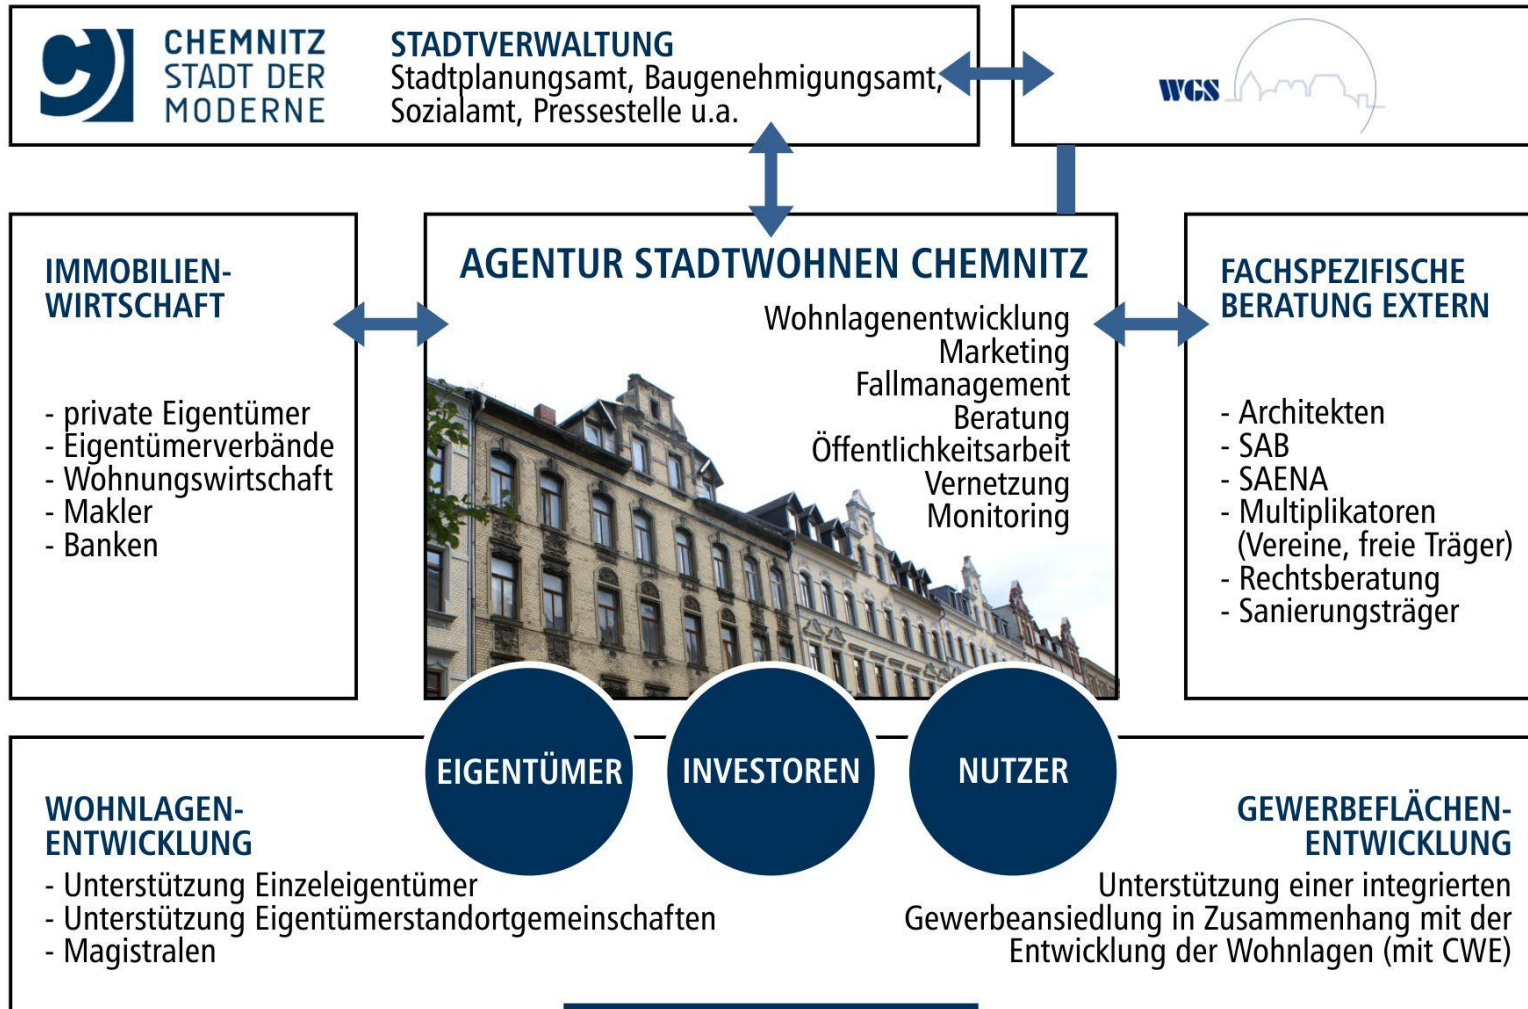 CHEMNITZ
STADT DER
MODERNE
STADTVERWALTUNG
Stadtplanungsamt, Baugenehmigungsamt,
Sozialamt, Pressestelle u.a.
WGS
IMMOBILIEN-
WIRTSCHAFT
- private Eigentümer
- Eigentümerverbände
- Wohnungswirtschaft
- Makler
- Banken
AGENTUR STADTWOHNEN CHEMNITZ
Wohnlagenentwicklung
Marketing
Fallmanagement
Beratung
Öffentlichkeitsarbeit
Vernetzung
Monitoring
FACHSPEZIFISCHE
BERATUNG EXTERN
- Architekten
- SAB
- SAENA
- Multiplikatoren
(Vereine, freie Träger)
- Rechtsberatung
- Sanierungsträger
EIGENTÜMER
INVESTOREN
NUTZER
WOHNLAGEN-
ENTWICKLUNG
- Unterstützung Einzeleigentümer
- Unterstützung Eigentümerstandortgemeinschaften
- Magistralen
GEWERBEFLÄCHEN-
ENTWICKLUNG
Unterstützung einer integrierten
Gewerbeansiedlung in Zusammenhang mit der
Entwicklung der Wohnlagen (mit CWE)